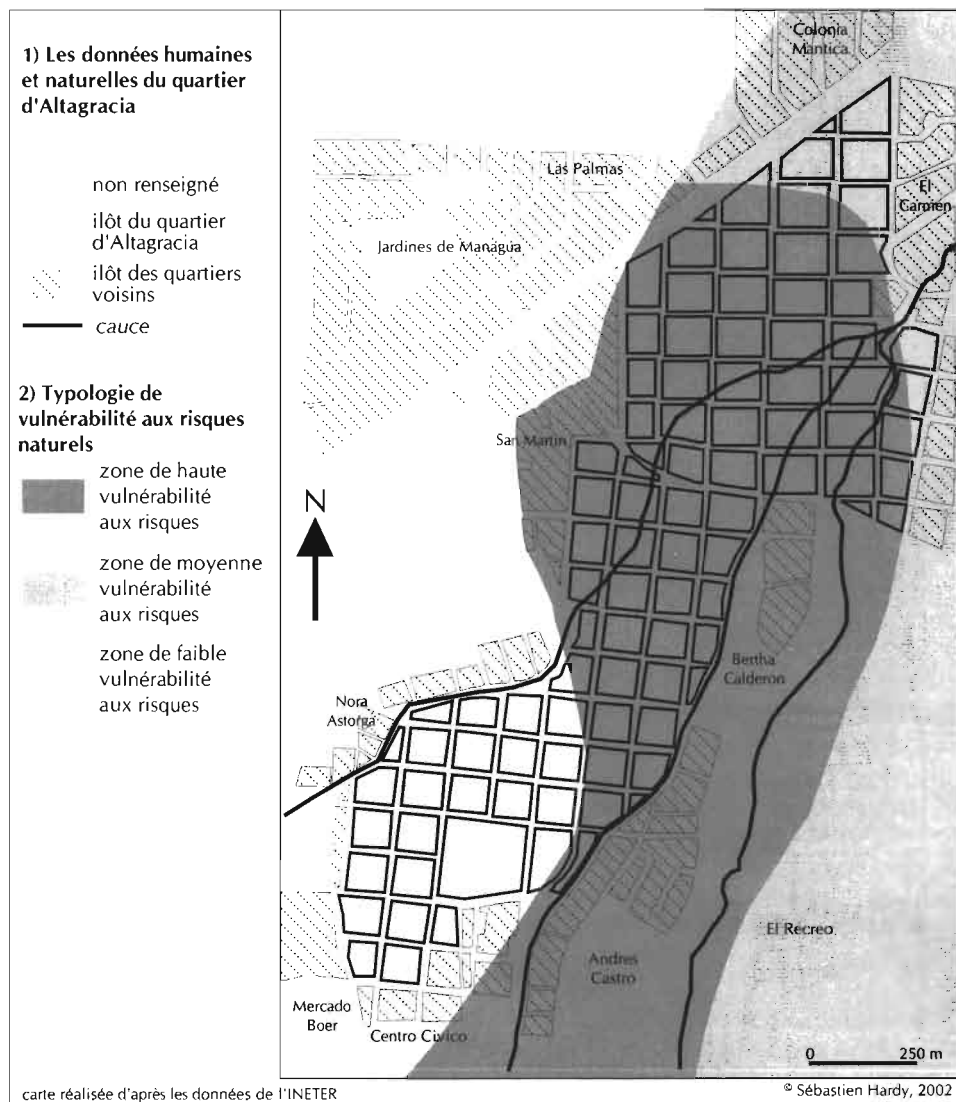 1) Les données humaines
et naturelles du quartier
d'Altagracia
non renseigné
ilôt du quartier
d'Altagracia
ilôt des quartiers
voisins
cauce
2) Typologie de
vulnérabilité aux risques
naturels
zone de haute
vulnérabilité
aux risques
zone de moyenne
vulnérabilité
aux risques
zone de faible
vulnérabilité
aux risques
Colonia
Mantica
Las Palmas
El
Carmen
Jardines de Managua
San Martin
N
Bertha
Calderon
Nora
Astorga
El Recreo
Andres
Castro
Mercado
Boer
Centro Civico
0 250 m
carte réalisée d'après les données de l'INETER
© Sébastien Hardy, 2002